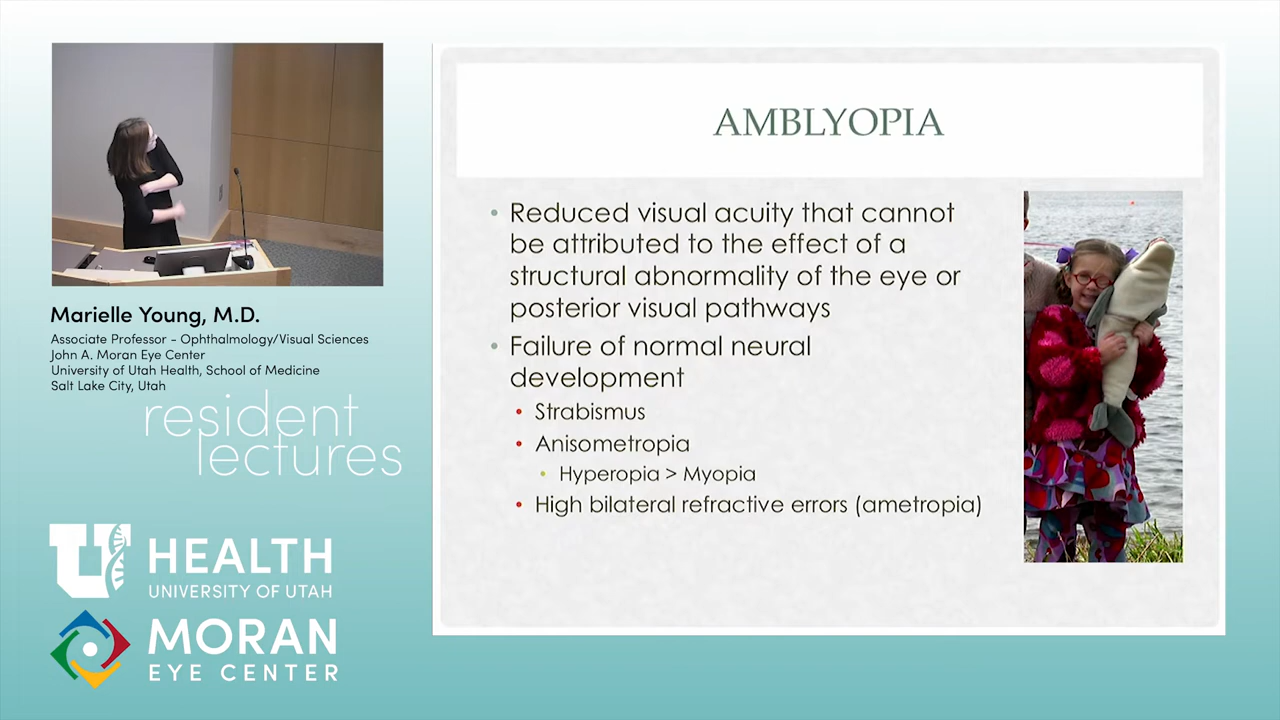 Marielle Young, M.D.
Associate Professor - Ophthalmology/Visual Sciences
John A. Moran Eye Center
University of Utah Health, School of Medicine
Salt Lake City, Utah
resident
lectures
U HEALTH
UNIVERSITY OF UTAH
MORAN
EYE CENTER
AMBLYOPIA
• Reduced visual acuity that cannot
be attributed to the effect of a
structural abnormality of the eye or
posterior visual pathways
• Failure of normal neural
development
• Strabismus
• Anisometropia
• Hyperopia > Myopia
• High bilateral refractive errors (ametropia)